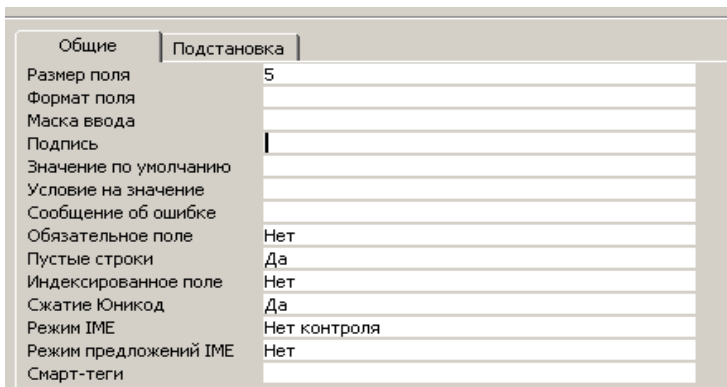 Общие Подстановка
Размер поля 5
Формат поля
Маска ввода
Подпись
Значение по умолчанию
Условие на значение
Сообщение об ошибке
Обязательное поле Нет
Пустые строки Да
Индексированное поле Нет
Сжатие Юникод Да
Режим IME Нет контроля
Режим предложений IME Нет
Смарт-теги